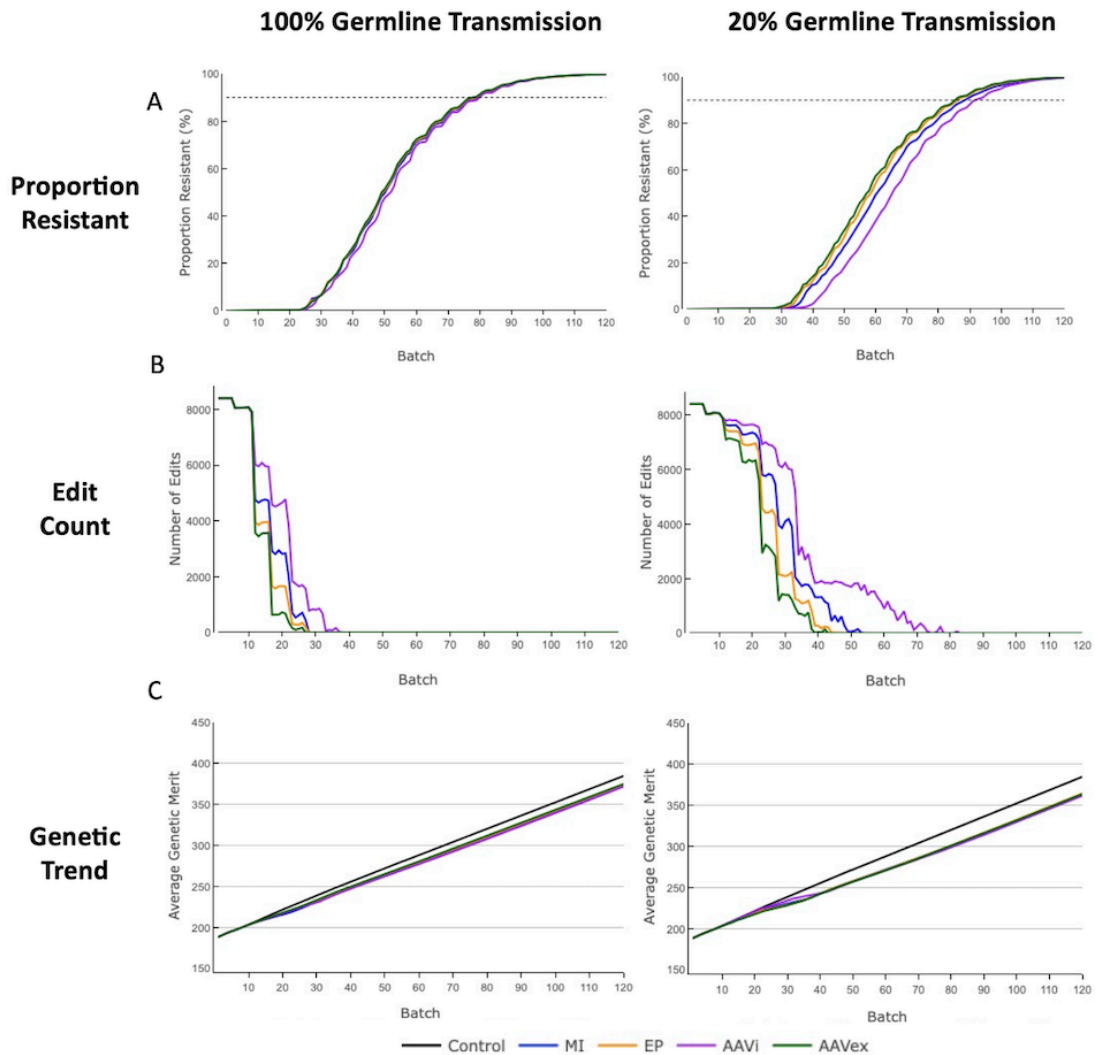 100% Germline Transmission
20% Germline Transmission
A
Proportion
Resistant
Proportion Resistant (%)
100
80
60
40
20
0
0 10 20 30 40 50 60 70 80 90 100 110 120
Batch
Proportion Resistant (%)
100
80
60
40
20
0
0 10 20 30 40 50 60 70 80 90 100 110 120
Batch
B
Edit
Count
Number of Edits
8000
6000
4000
2000
0
10 20 30 40 50 60 70 80 90 100 110 120
Batch
Number of Edits
8000
6000
4000
2000
0
10 20 30 40 50 60 70 80 90 100 110 120
Batch
C
Genetic
Trend
Average Genetic Merit
450
400
350
300
250
200
150
10 20 30 40 50 60 70 80 90 100 110 120
Batch
Average Genetic Merit
450
400
350
300
250
200
150
10 20 30 40 50 60 70 80 90 100 110 120
Batch
Control MI EP AAVi AAVex